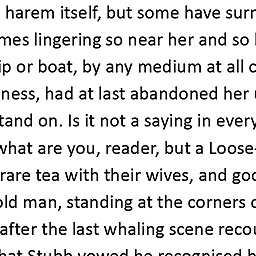 harem itself, but some have surr
mes lingering so near her and so
ip or boat, by any medium at all c
ness, had at last abandoned her
tand on. Is it not a saying in every
what are you, reader, but a Loose-
rare tea with their wives, and goo
old man, standing at the corners o
after the last whaling scene recou
hat Stubb vowed he recognised h